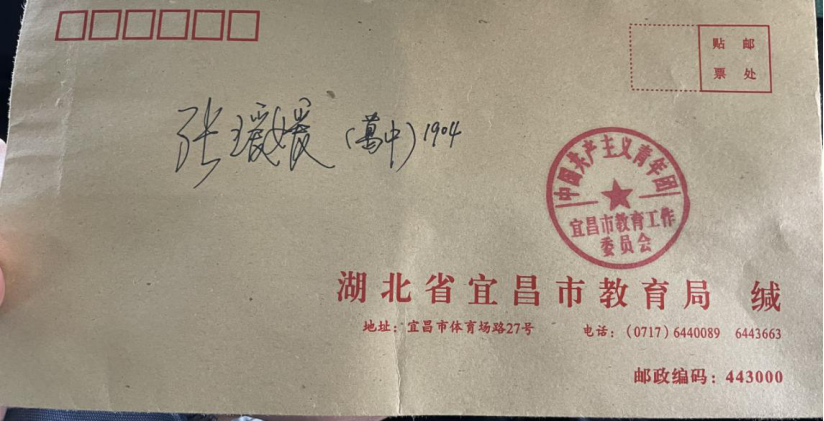 贴 邮
票 处
张瑷媛 (葛中) 1904
中国共产主义青年团
宜昌市教育工作
委员会
湖北省宜昌市教育局 缄
地址：宜昌市体育场路27号 电话：(0717) 6440089 6443663
邮政编码：443000